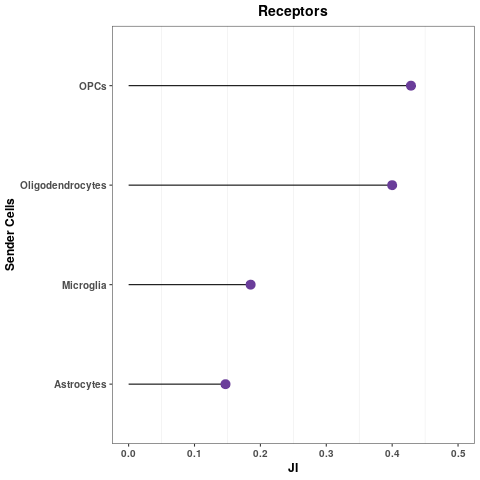 Receptors
OPCs
Oligodendrocytes
Microglia
Astrocytes
Sender Cells
0.0 0.1 0.2 0.3 0.4 0.5
JI